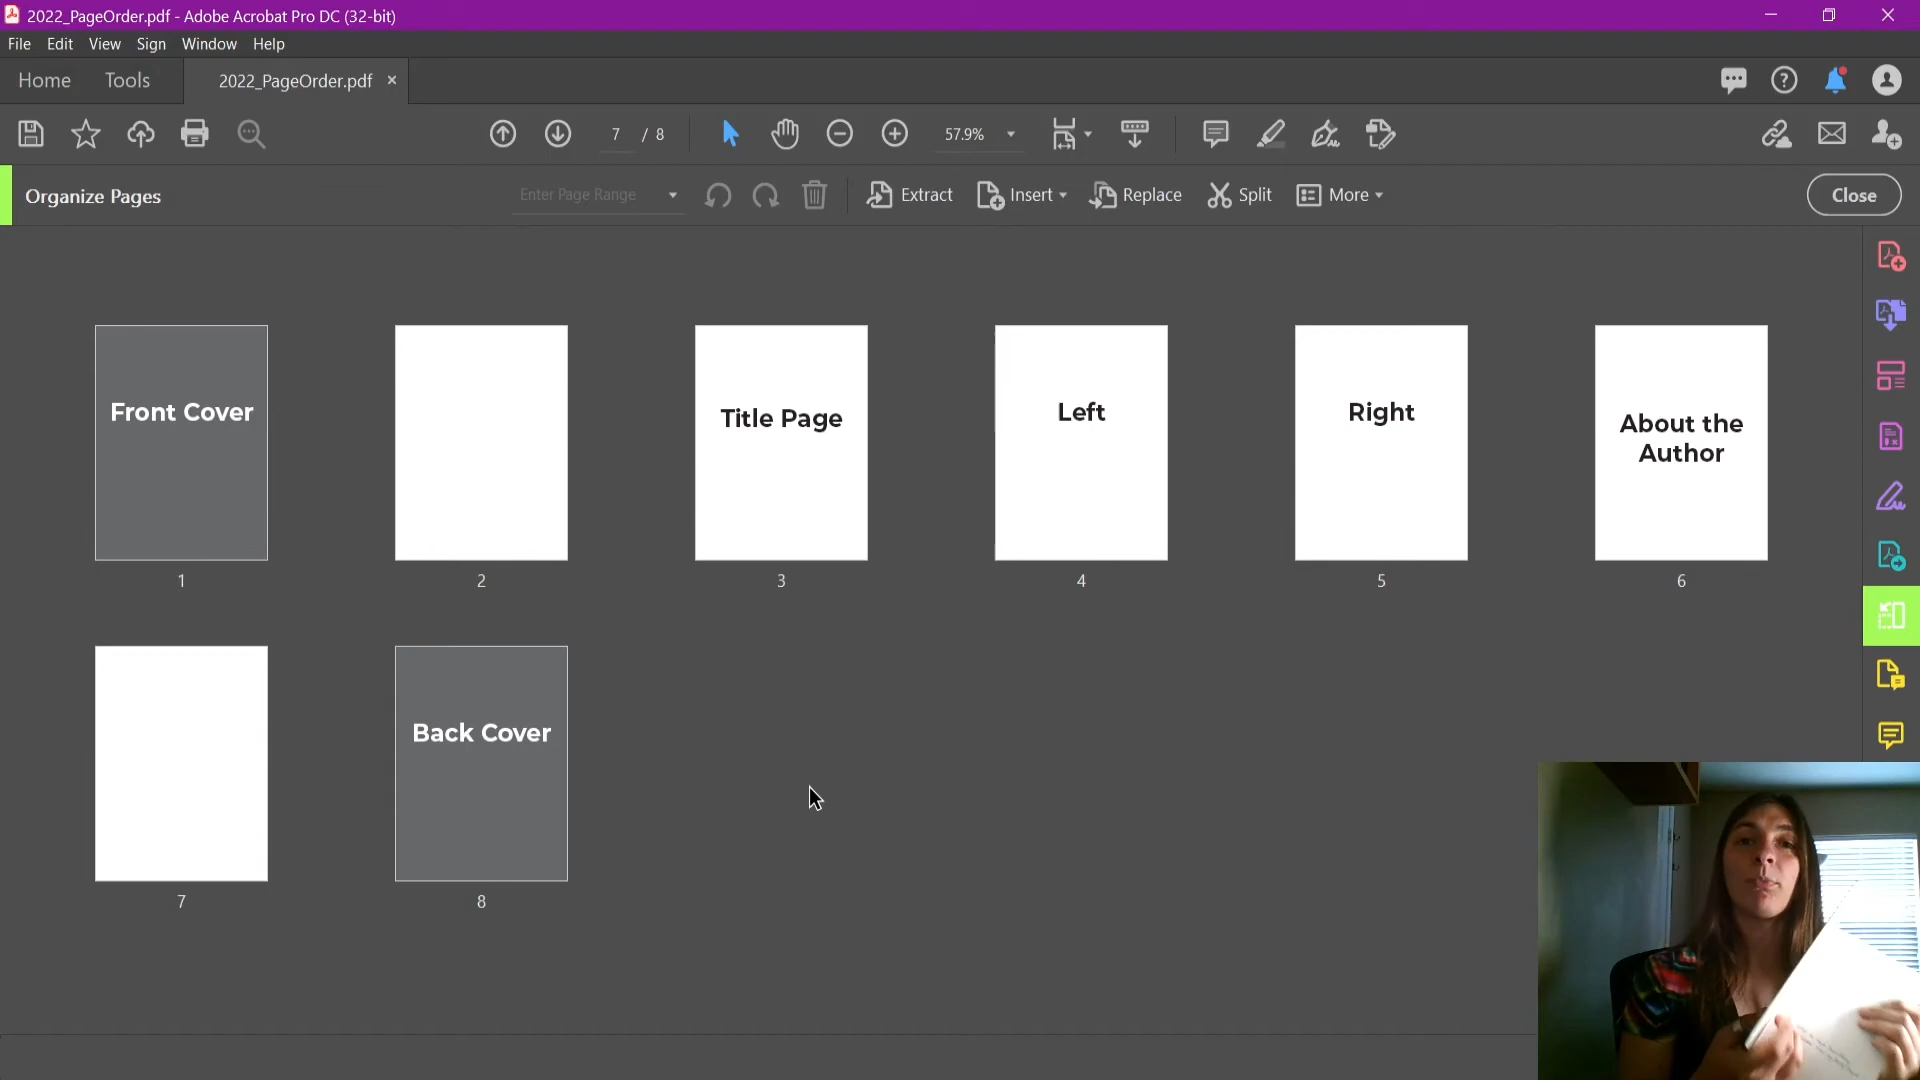 2022_PageOrder.pdf - Adobe Acrobat Pro DC (32-bit)
File Edit View Sign Window Help
Home Tools 2022_PageOrder.pdf ×
7 / 8 57.9%
Organize Pages Enter Page Range Extract Insert Replace Split More Close
Front Cover
Title Page
Left
Right
About the
Author
1 2 3 4 5 6
Back Cover
7 8